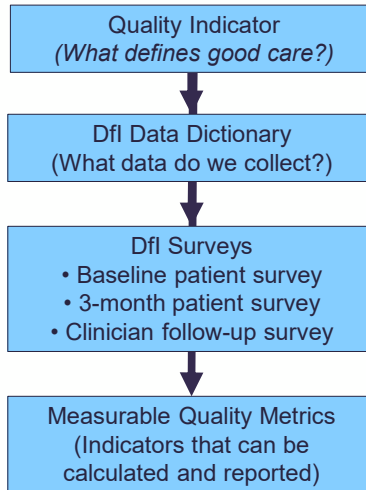 Quality Indicator
(What defines good care?)
DfI Data Dictionary
(What data do we collect?)
DfI Surveys
• Baseline patient survey
• 3-month patient survey
• Clinician follow-up survey
Measurable Quality Metrics
(Indicators that can be
calculated and reported)